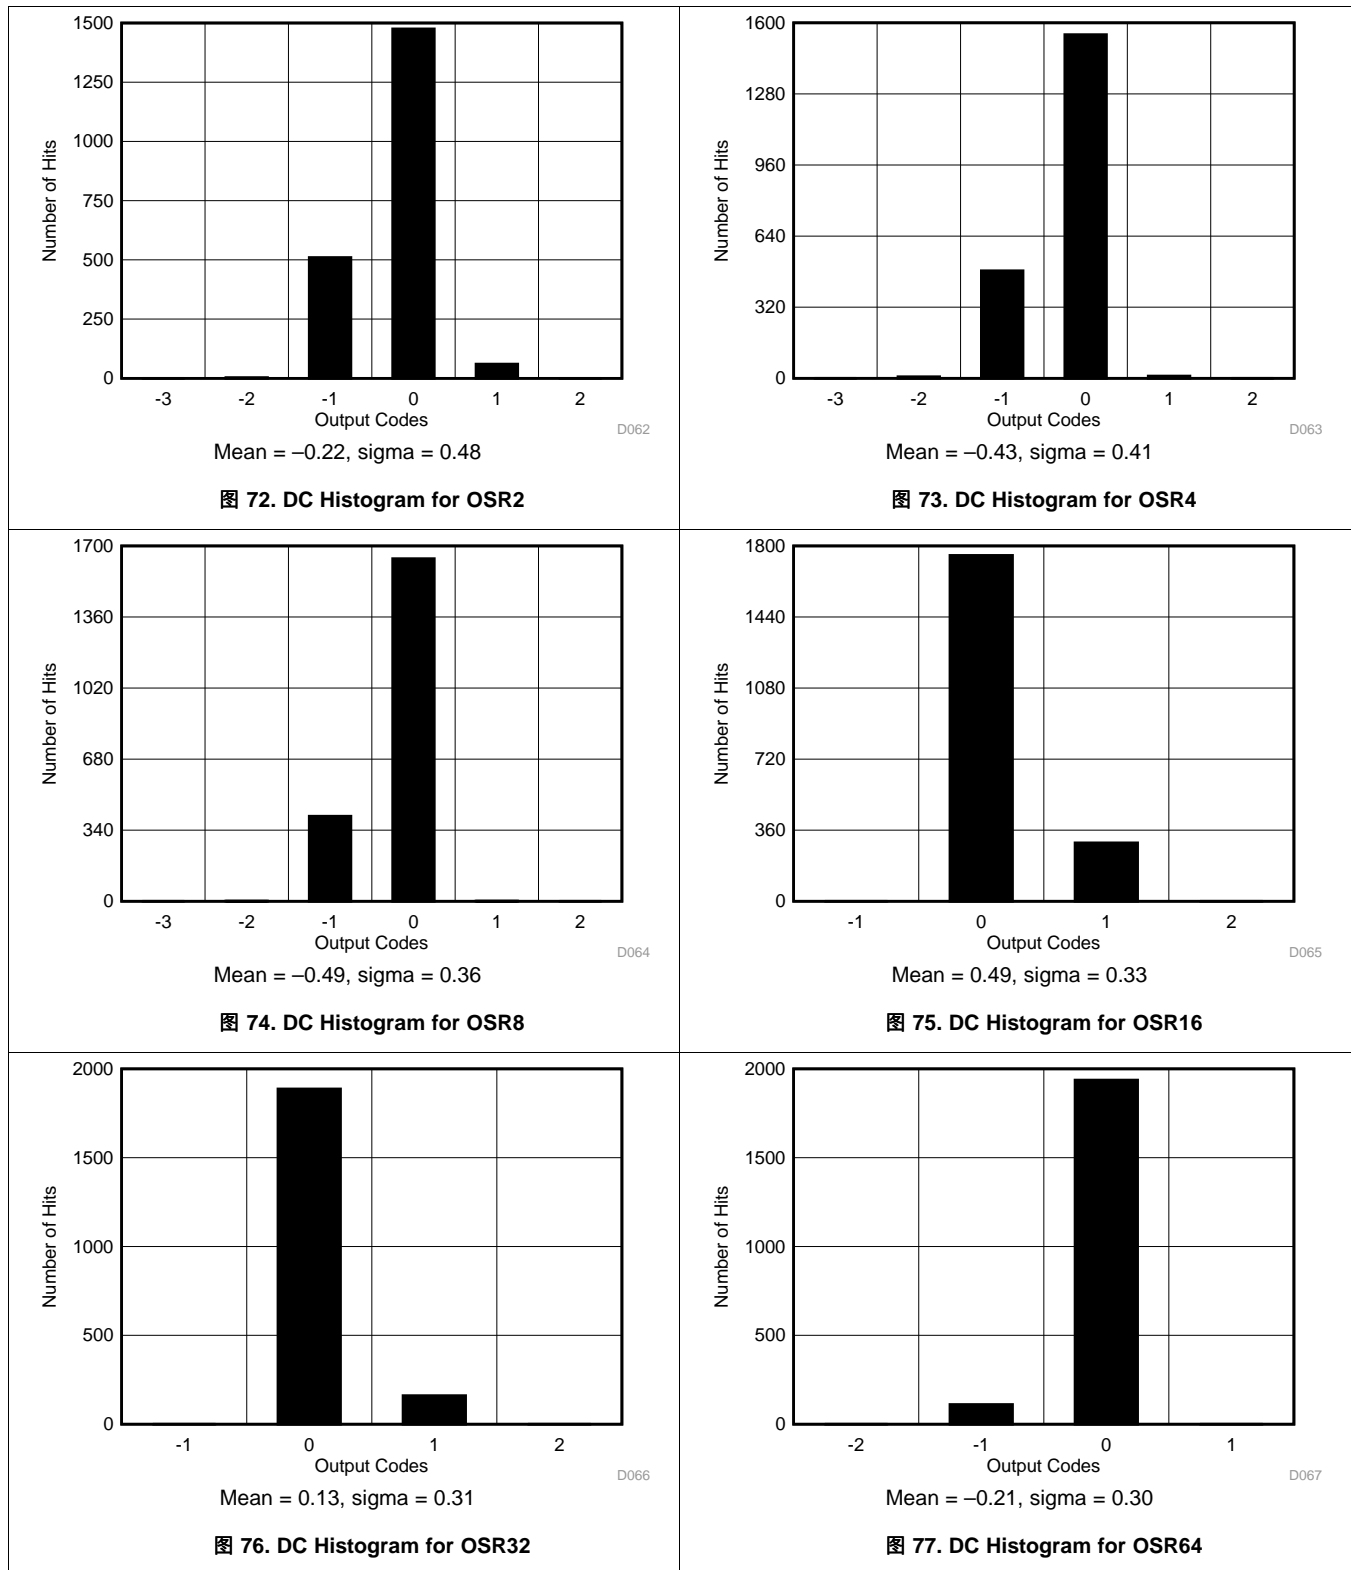 1500
1250
1000
750
500
250
0
Number of Hits
-3 -2 -1 0 1 2
Output Codes
D062
Mean = –0.22, sigma = 0.48
图 72. DC Histogram for OSR2
1600
1280
960
640
320
0
Number of Hits
-3 -2 -1 0 1 2
Output Codes
D063
Mean = –0.43, sigma = 0.41
图 73. DC Histogram for OSR4
1700
1360
1020
680
340
0
Number of Hits
-3 -2 -1 0 1 2
Output Codes
D064
Mean = –0.49, sigma = 0.36
图 74. DC Histogram for OSR8
1800
1440
1080
720
360
0
Number of Hits
-1 0 1 2
Output Codes
D065
Mean = 0.49, sigma = 0.33
图 75. DC Histogram for OSR16
2000
1500
1000
500
0
Number of Hits
-1 0 1 2
Output Codes
D066
Mean = 0.13, sigma = 0.31
图 76. DC Histogram for OSR32
2000
1500
1000
500
0
Number of Hits
-2 -1 0 1
Output Codes
D067
Mean = –0.21, sigma = 0.30
图 77. DC Histogram for OSR64